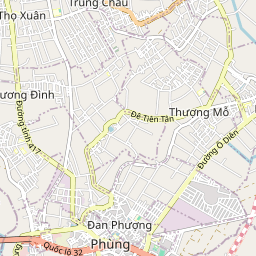 Trung Châu
Thọ Xuân
ương Đình
Đê Tiên Tân
Thượng Mỗ
Đường tỉnh 417
Đường Ô Diên
Đan Phượng
Phùng
Quốc lộ 32